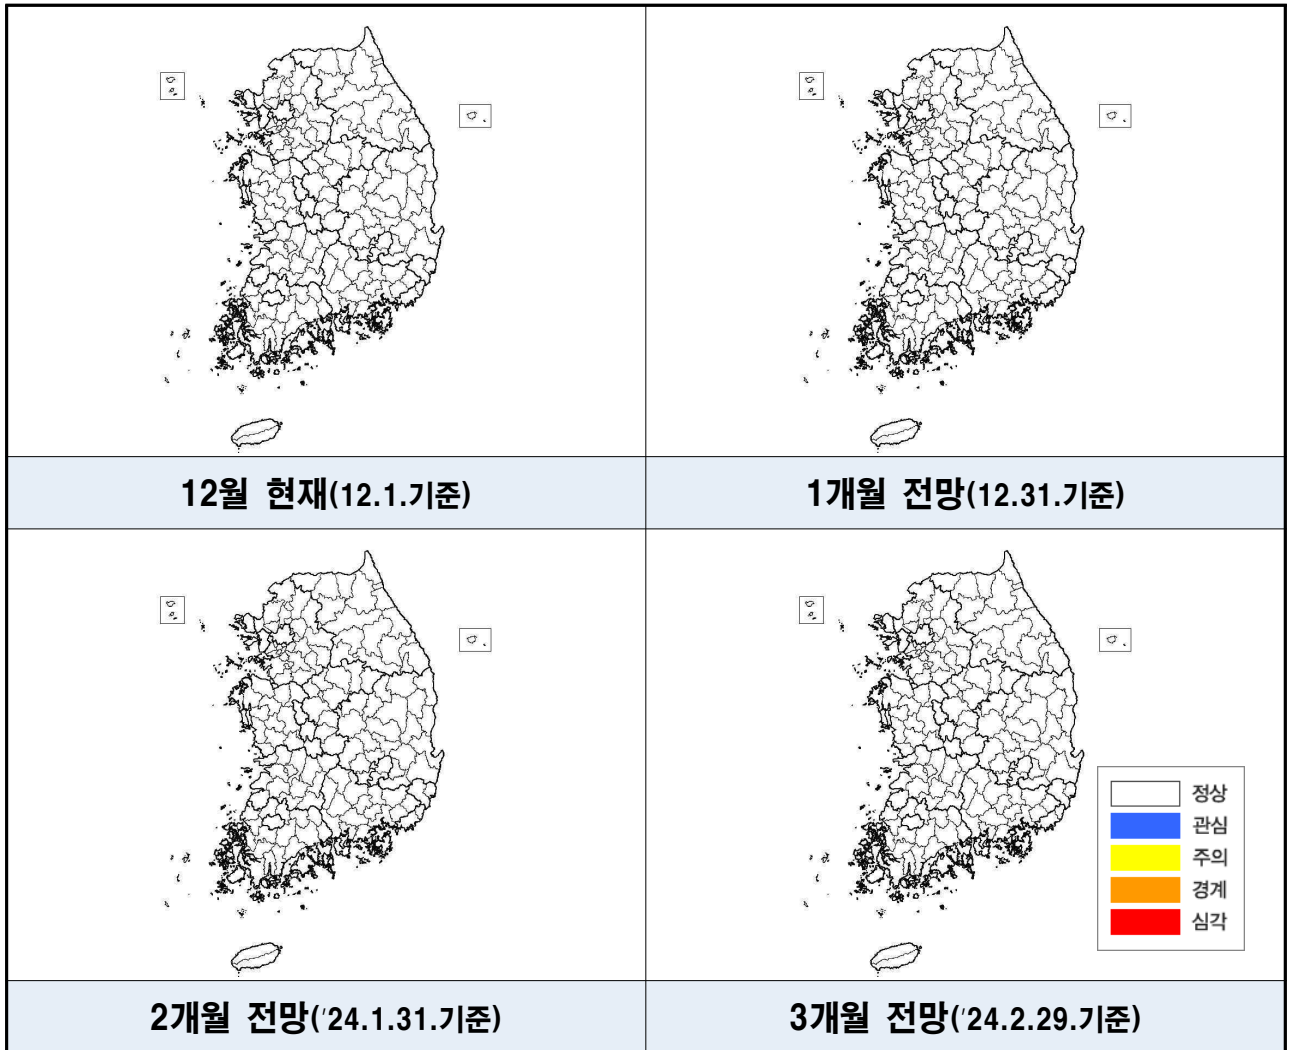 12월 현재(12.1.기준)
1개월 전망(12.31.기준)
정상
관심
주의
경계
심각
2개월 전망('24.1.31.기준)
3개월 전망('24.2.29.기준)